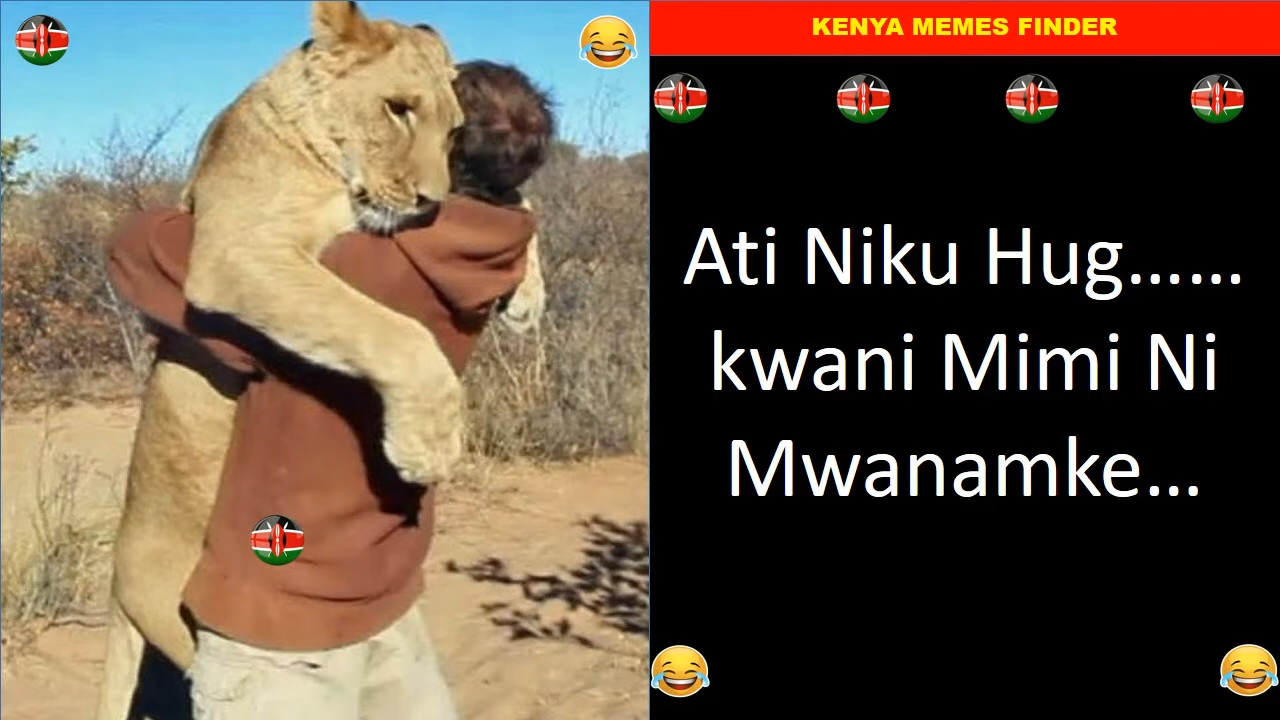 KENYA MEMES FINDER
Ati Niku Hug……
kwani Mimi Ni
Mwanamke…